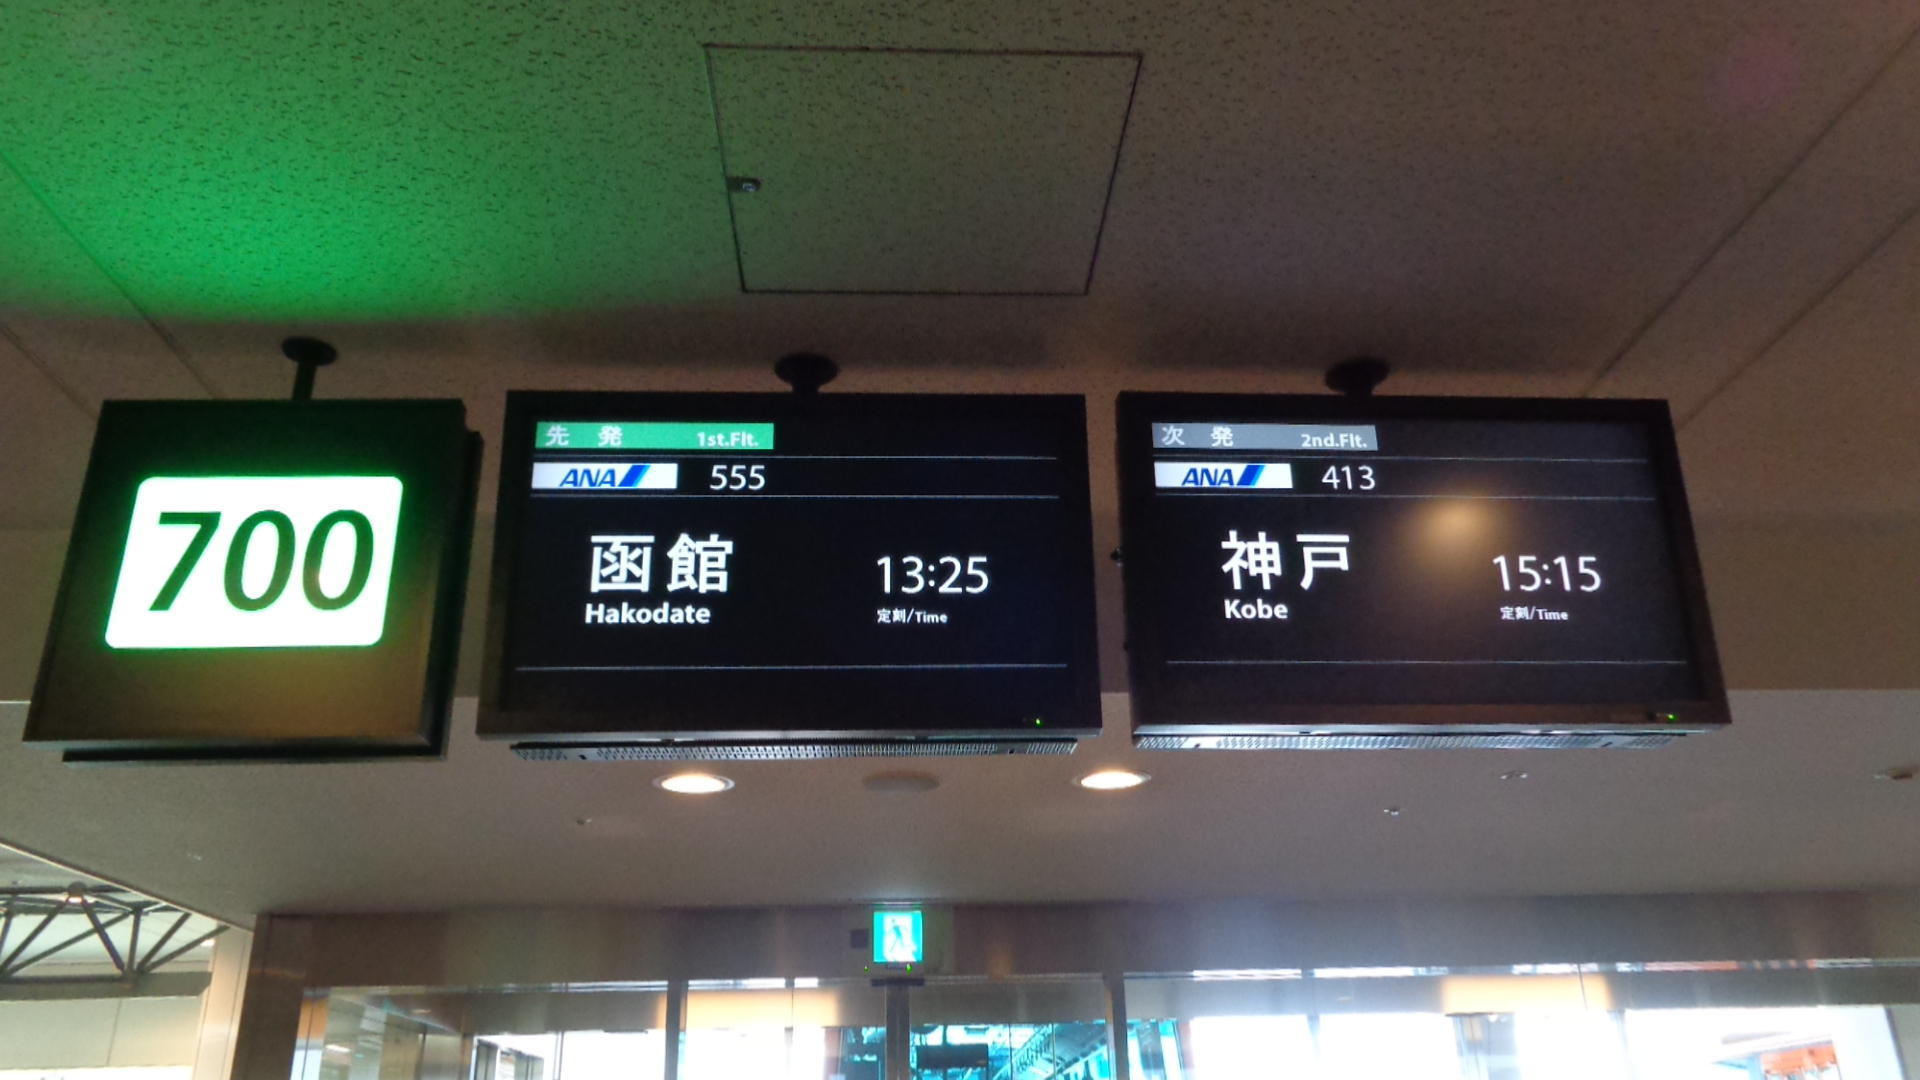 700
先発 1st.Flt.
ANA 555
函館 13:25
Hakodate 定刻/Time
次発 2nd.Flt.
ANA 413
神戸 15:15
Kobe 定刻/Time